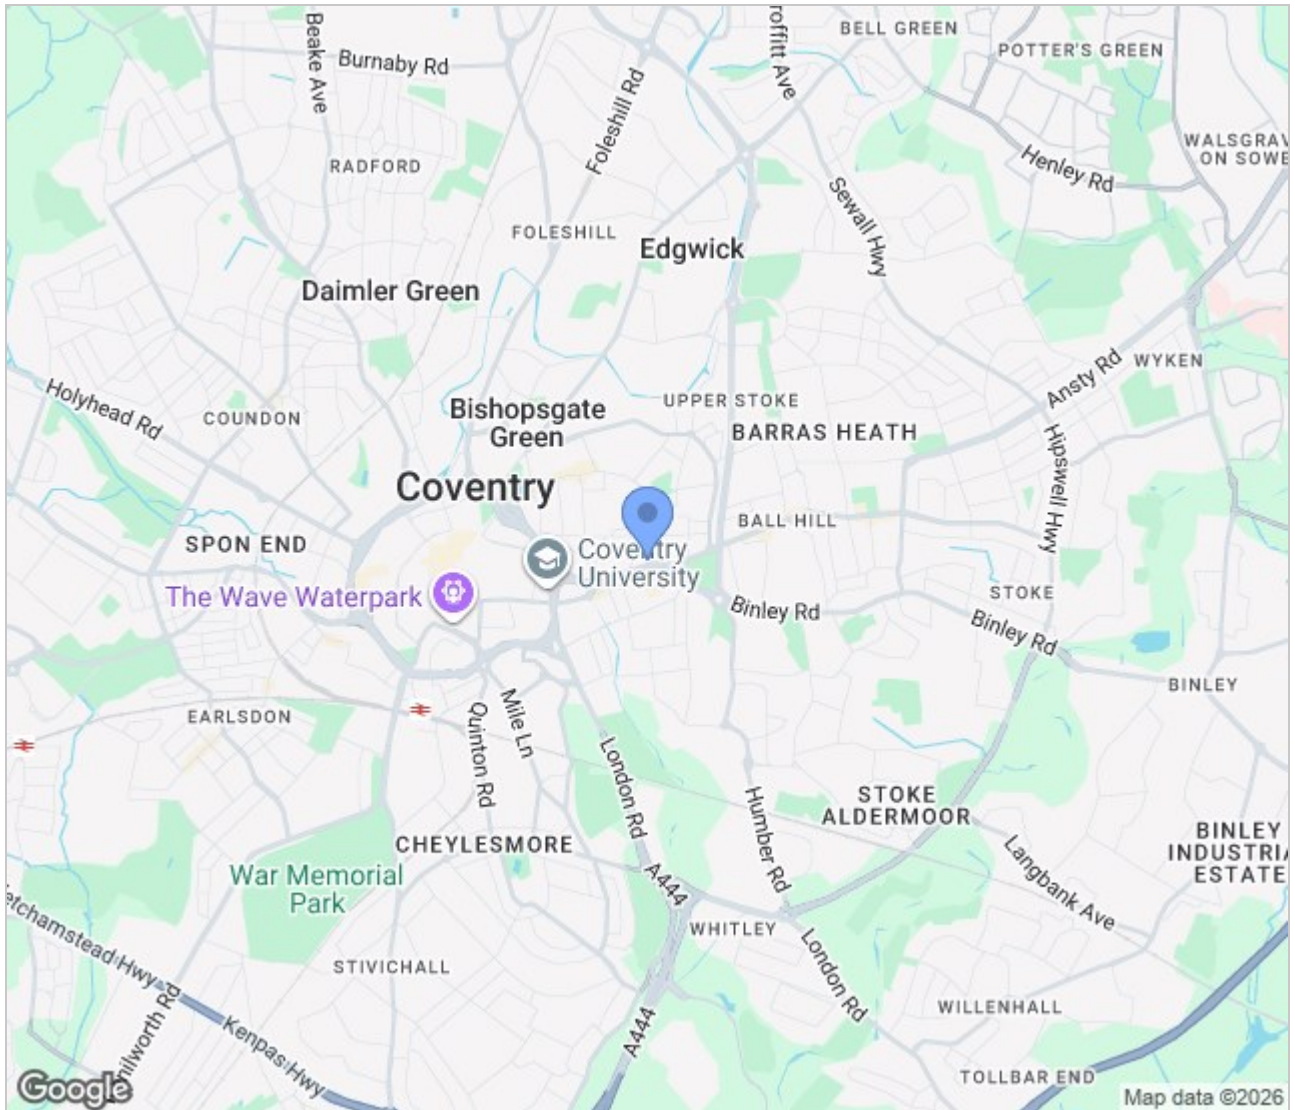 BELL GREEN
POTTER'S GREEN
Beake Ave
Burnaby Rd
Foleshill Rd
WALSGRAV
ON SOWE
Henley Rd
RADFORD
Sewall Hwy
FOLESHILL
Edgwick
Daimler Green
WYKEN
Ansty Rd
Holyhead Rd
COUNDON
Bishopsgate
Green
UPPER STOKE
BARRAS HEATH
Hipswell Hwy
Coventry
BALL HILL
SPON END
Coventry
University
The Wave Waterpark
STOKE
Binley Rd
Binley Rd
BINLEY
EARLSDON
Mile Ln
Quinton Rd
London Rd
Humber Rd
STOKE
ALDERMOOR
CHEYLESMORE
Langbank Ave
BINLEY
INDUSTRIA
ESTATE
War Memorial
Park
A444
WHITLEY
London Rd
etchamstead Hwy
STIVICHALL
WILLENHALL
Kenpas Hwy
nilworth Rd
A444
TOLLBAR END
Google
Map data ©2026